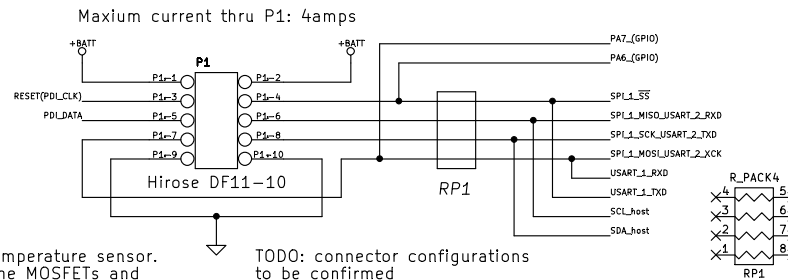 Maxium current thru P1: 4amps
+BATT
+BATT
P1
P1-1
P1-2
RESET(PDI_CLK)
P1-3
P1-4
PDI_DATA
P1-5
P1-6
P1-7
P1-8
P1-9
P1-10
Hirose DF11-10
RP1
PA7_(GPIO)
PA6_(GPIO)
SPI_1_SS
SPI_1_MISO_USART_2_RXD
SPI_1_SCK_USART_2_TXD
SPI_1_MOSI_USART_2_XCK
USART_1_RXD
USART_1_TXD
SCL_host
SDA_host
R_PACK4
4 5
3 6
2 7
1 8
RP1
mperature sensor.
ne MOSFETs and
TODO: connector configurations
to be confirmed